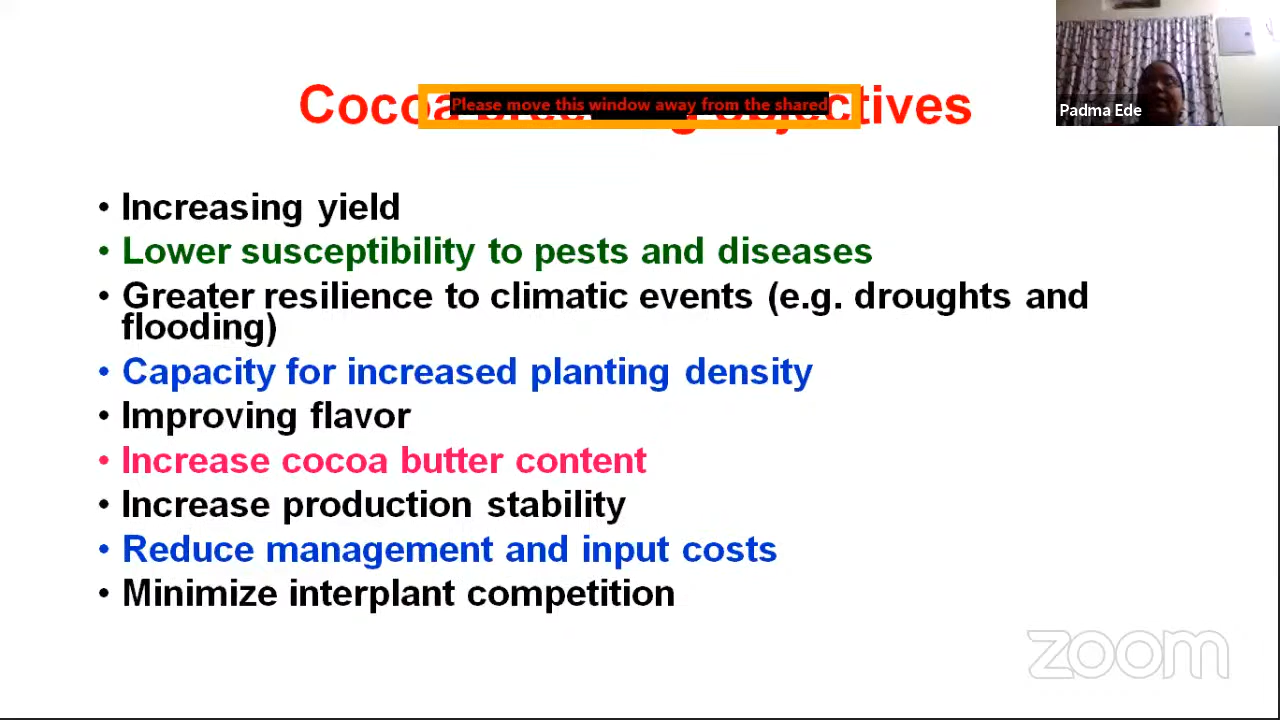 Cocoa breeding objectives
Please move this window away from the shared
Padma Ede
• Increasing yield
• Lower susceptibility to pests and diseases
• Greater resilience to climatic events (e.g. droughts and
flooding)
• Capacity for increased planting density
• Improving flavor
• Increase cocoa butter content
• Increase production stability
• Reduce management and input costs
• Minimize interplant competition
zoom